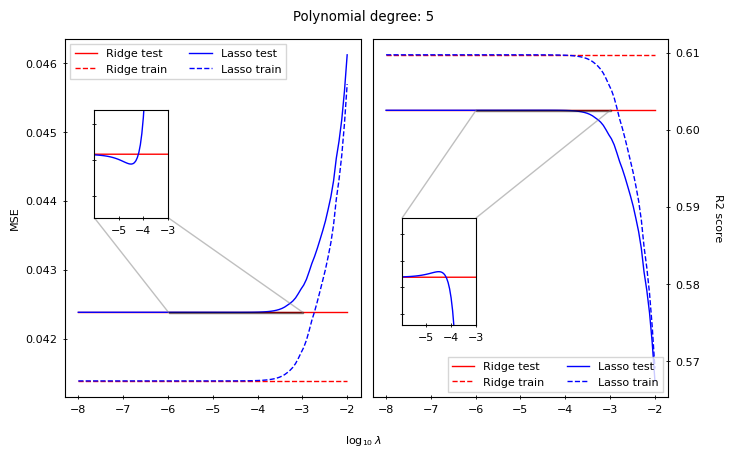 Polynomial degree: 5
Ridge test Lasso test
Ridge train Lasso train
0.046
0.045
0.044
0.043
0.042
MSE
−5 −4 −3
−8 −7 −6 −5 −4 −3 −2
0.61
0.60
0.59
0.58
0.57
R2 score
−5 −4 −3
Ridge test Lasso test
Ridge train Lasso train
−8 −7 −6 −5 −4 −3 −2
log₁₀ λ